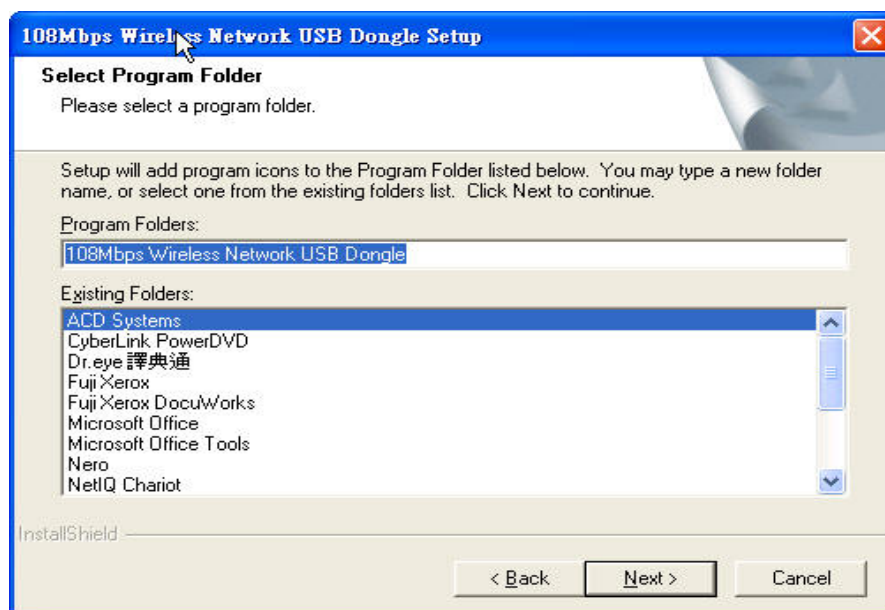 108Mbps Wireless Network USB Dongle Setup
Select Program Folder
Please select a program folder.
Setup will add program icons to the Program Folder listed below. You may type a new folder
name, or select one from the existing folders list. Click Next to continue.
Program Folders:
108Mbps Wireless Network USB Dongle
Existing Folders:
ACD Systems
CyberLink PowerDVD
Dr.eye 譯典通
Fuji Xerox
Fuji Xerox DocuWorks
Microsoft Office
Microsoft Office Tools
Nero
NetIQ Chariot
InstallShield
< Back Next > Cancel